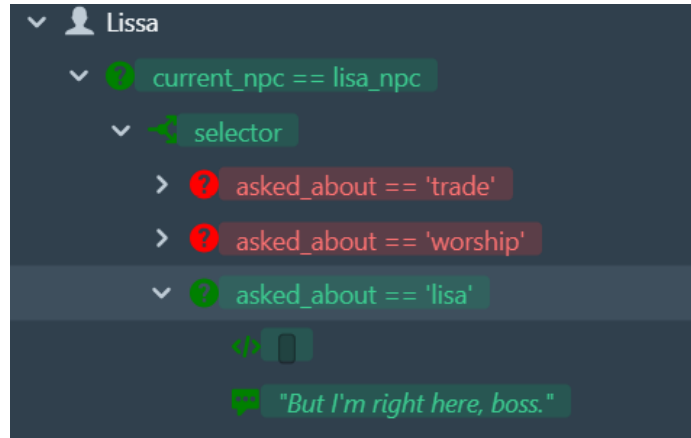 Lissa
current_npc == lisa_npc
selector
asked_about == 'trade'
asked_about == 'worship'
asked_about == 'lisa'
"But I'm right here, boss."